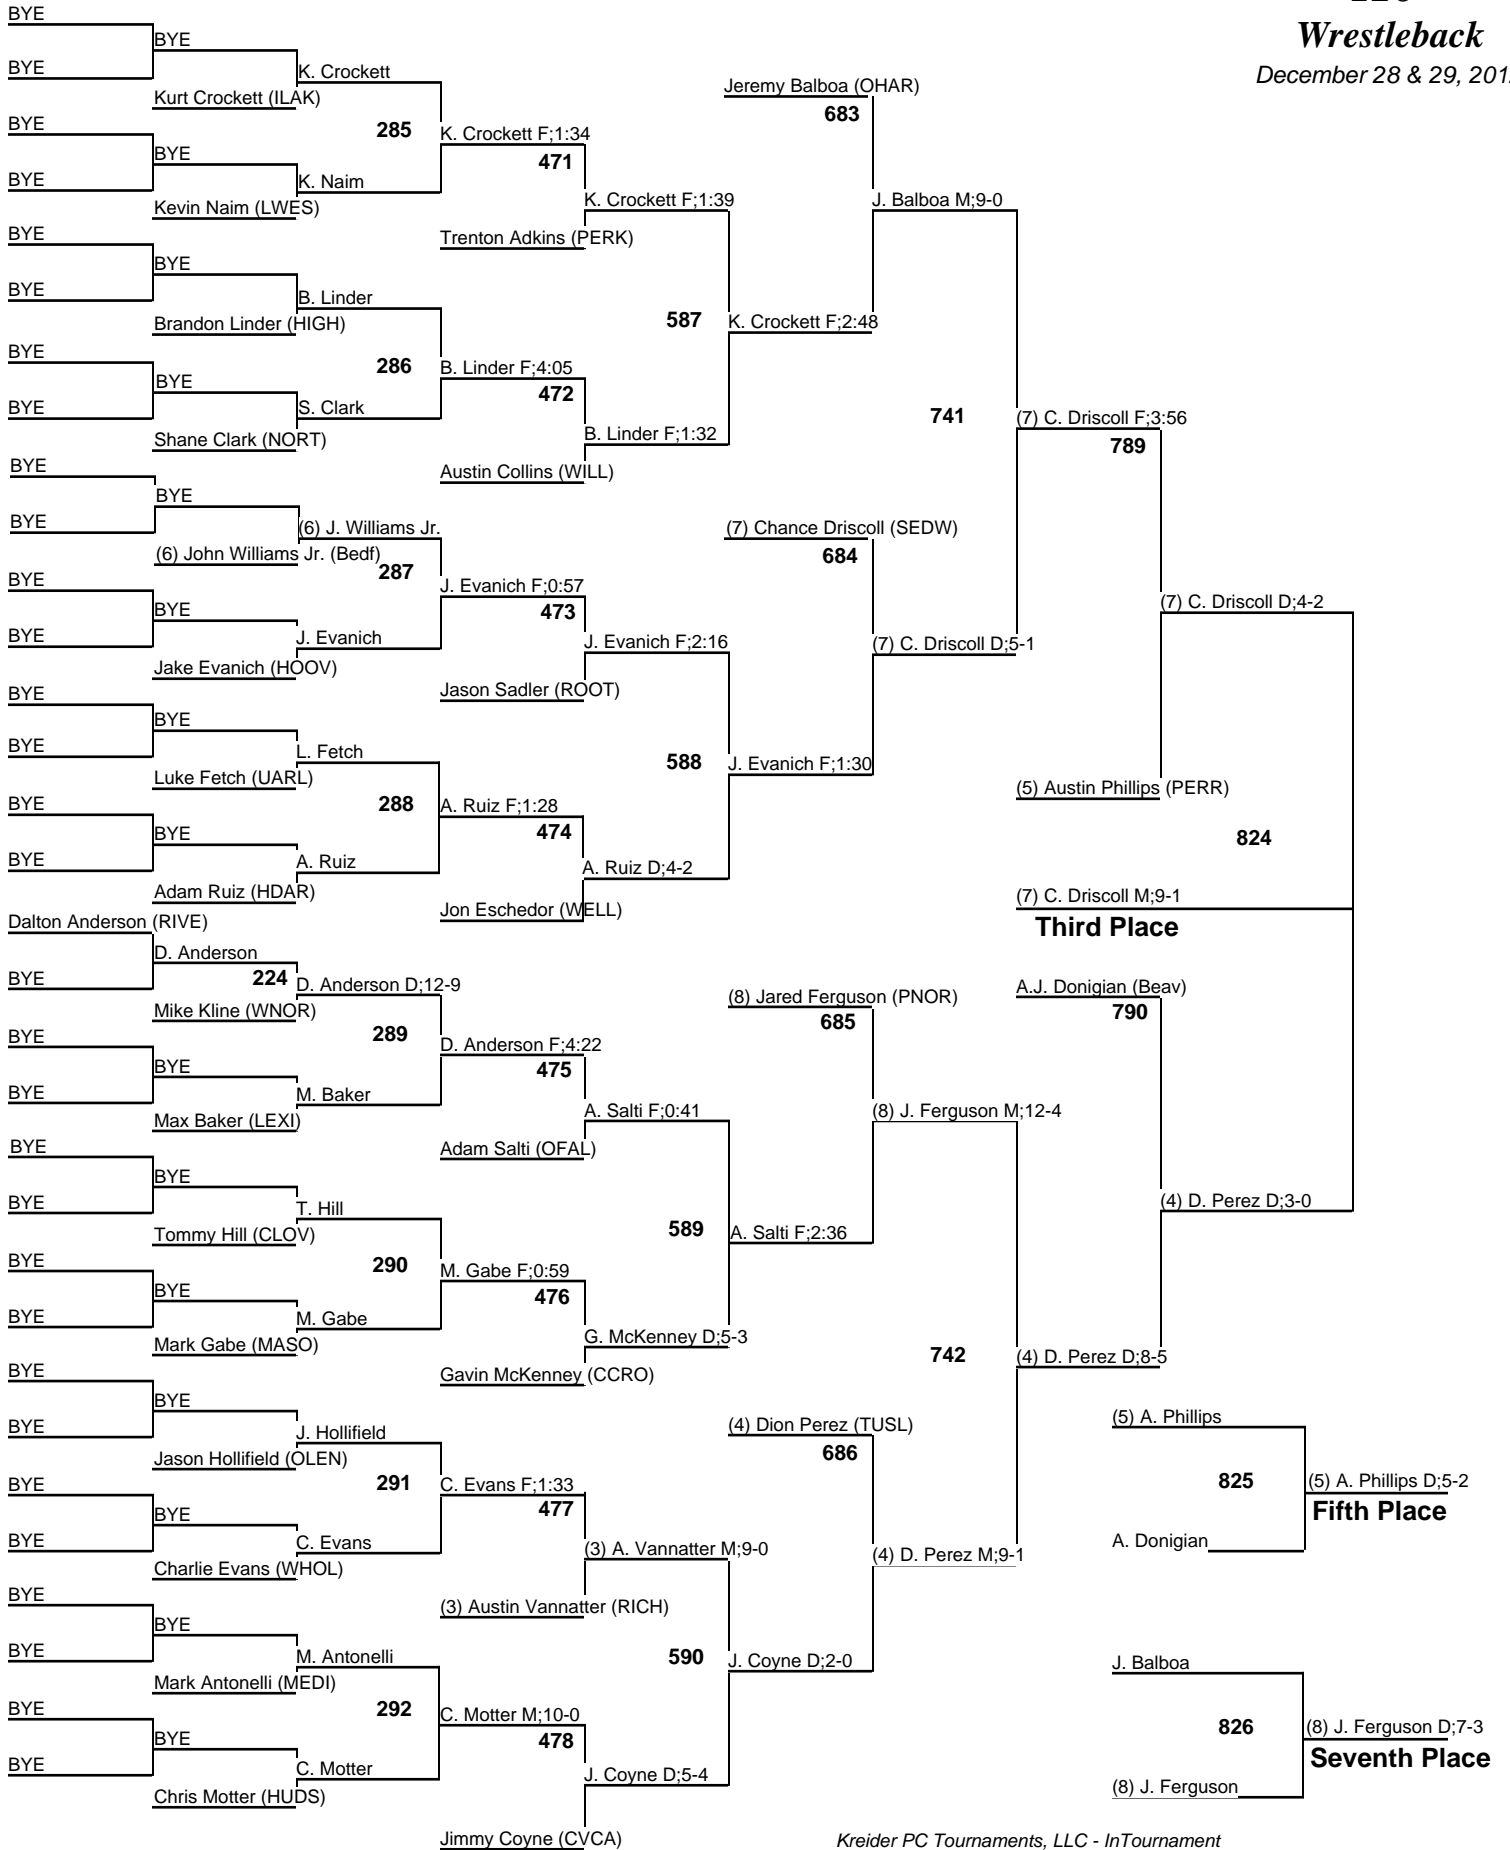 Wrestleback
December 28 & 29, 201
BYE
BYE
BYE
K. Crockett
BYE
Kurt Crockett (ILAK)
Jeremy Balboa (OHAR)
683
BYE
285
K. Crockett F;1:34
471
BYE
K. Naim
BYE
Kevin Naim (LWES)
K. Crockett F;1:39
J. Balboa M;9-0
BYE
Trenton Adkins (PERK)
BYE
BYE
B. Linder
Brandon Linder (HIGH)
587
K. Crockett F;2:48
BYE
286
B. Linder F;4:05
472
BYE
S. Clark
BYE
Shane Clark (NORT)
B. Linder F;1:32
741
(7) C. Driscoll F;3:56
789
BYE
Austin Collins (WILL)
BYE
BYE
(6) J. Williams Jr.
(6) John Williams Jr. (Bedf)
(7) Chance Driscoll (SEDW)
684
287
BYE
J. Evanich F;0:57
473
BYE
J. Evanich
BYE
Jake Evanich (HOOV)
J. Evanich F;2:16
(7) C. Driscoll D;5-1
(7) C. Driscoll D;4-2
BYE
Jason Sadler (ROOT)
BYE
BYE
L. Fetch
Luke Fetch (UARL)
588
J. Evanich F;1:30
(5) Austin Phillips (PERR)
BYE
288
A. Ruiz F;1:28
474
824
BYE
BYE
A. Ruiz
Adam Ruiz (HDAR)
A. Ruiz D;4-2
Jon Eschedor (WELL)
(7) C. Driscoll M;9-1
Third Place
Dalton Anderson (RIVE)
D. Anderson
BYE
224
D. Anderson D;12-9
Mike Kline (WNOR)
(8) Jared Ferguson (PNOR)
685
A.J. Donigian (Beav)
790
BYE
289
D. Anderson F;4:22
475
BYE
M. Baker
BYE
Max Baker (LEXI)
A. Salti F;0:41
(8) J. Ferguson M;12-4
BYE
Adam Salti (OFAL)
BYE
BYE
T. Hill
Tommy Hill (CLOV)
589
A. Salti F;2:36
(4) D. Perez D;3-0
BYE
290
M. Gabe F;0:59
476
BYE
BYE
M. Gabe
Mark Gabe (MASO)
G. McKenney D;5-3
742
(4) D. Perez D;8-5
BYE
Gavin McKenney (CCRO)
BYE
BYE
J. Hollifield
Jason Hollifield (OLEN)
(4) Dion Perez (TUSL)
686
(5) A. Phillips
BYE
291
C. Evans F;1:33
477
825
(5) A. Phillips D;5-2
Fifth Place
BYE
BYE
C. Evans
Charlie Evans (WHOL)
(3) A. Vannatter M;9-0
(4) D. Perez M;9-1
A. Donigian
BYE
(3) Austin Vannatter (RICH)
BYE
BYE
M. Antonelli
Mark Antonelli (MEDI)
590
J. Coyne D;2-0
J. Balboa
BYE
292
C. Motter M;10-0
478
826
(8) J. Ferguson D;7-3
Seventh Place
BYE
BYE
C. Motter
Chris Motter (HUDS)
J. Coyne D;5-4
(8) J. Ferguson
Jimmy Coyne (CVCA)
Kreider PC Tournaments, LLC - InTournament